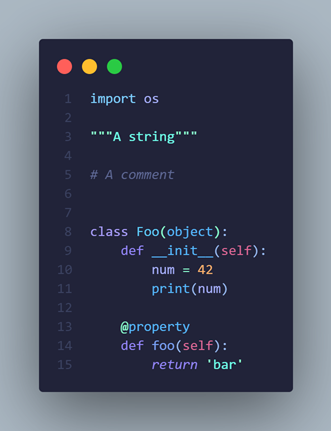 1 import os
2
3 """A string"""
4
5 # A comment
6
7
8 class Foo(object):
9     def __init__(self):
10         num = 42
11         print(num)
12
13     @property
14     def foo(self):
15         return 'bar'